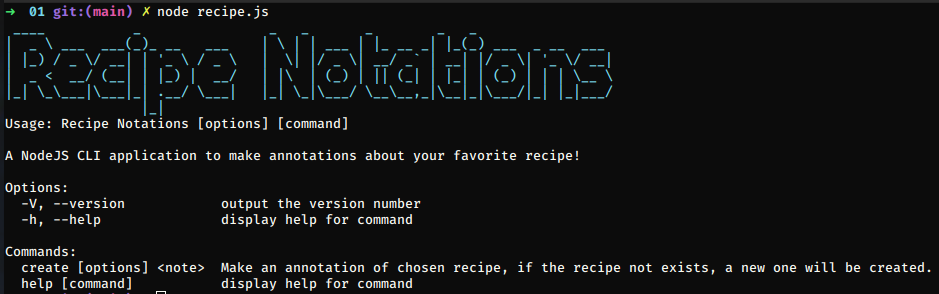 ➜ 01 git:(main) ✗ node recipe.js
Recipe Notations
Usage: Recipe Notations [options] [command]
A NodeJS CLI application to make annotations about your favorite recipe!
Options:
-V, --version output the version number
-h, --help display help for command
Commands:
create [options] <note> Make an annotation of chosen recipe, if the recipe not exists, a new one will be created.
help [command] display help for command